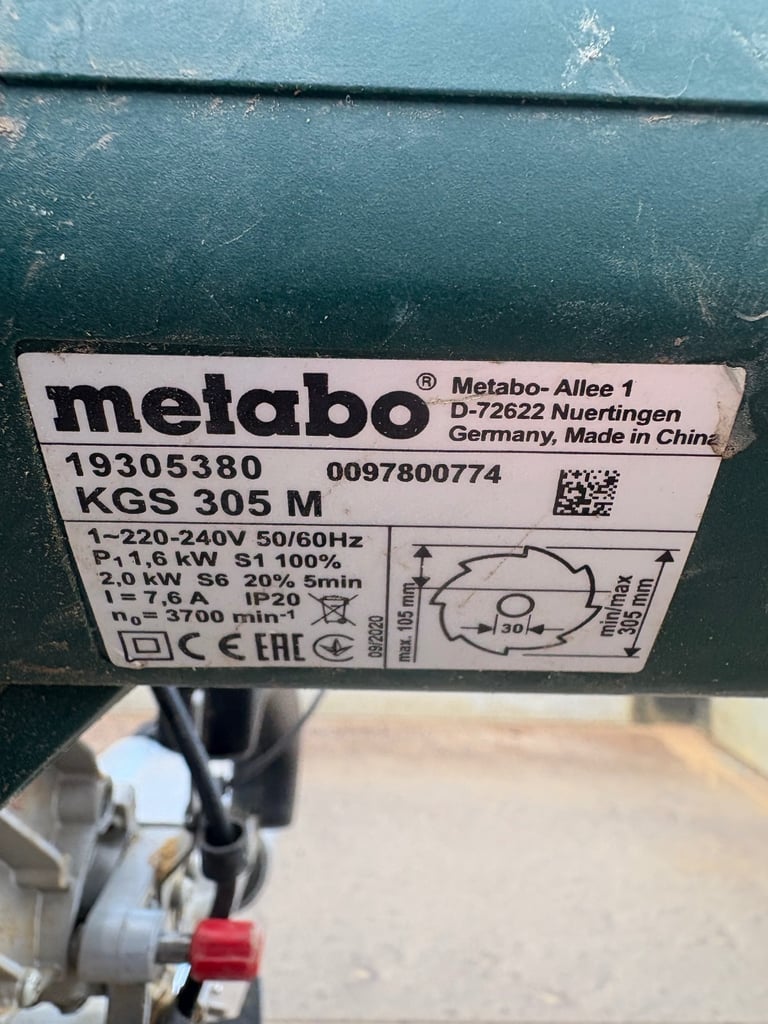 metabo®
Metabo- Allee 1
D-72622 Nuertingen
Germany, Made in China
19305380 0097800774
KGS 305 M
1~220-240V 50/60Hz
P₁ 1,6 kW S1 100%
2,0 kW S6 20% 5min
I = 7,6 A IP20
n₀ = 3700 min⁻¹
CE EAC
09/2020
max. 105 mm
30
min/max
305 mm